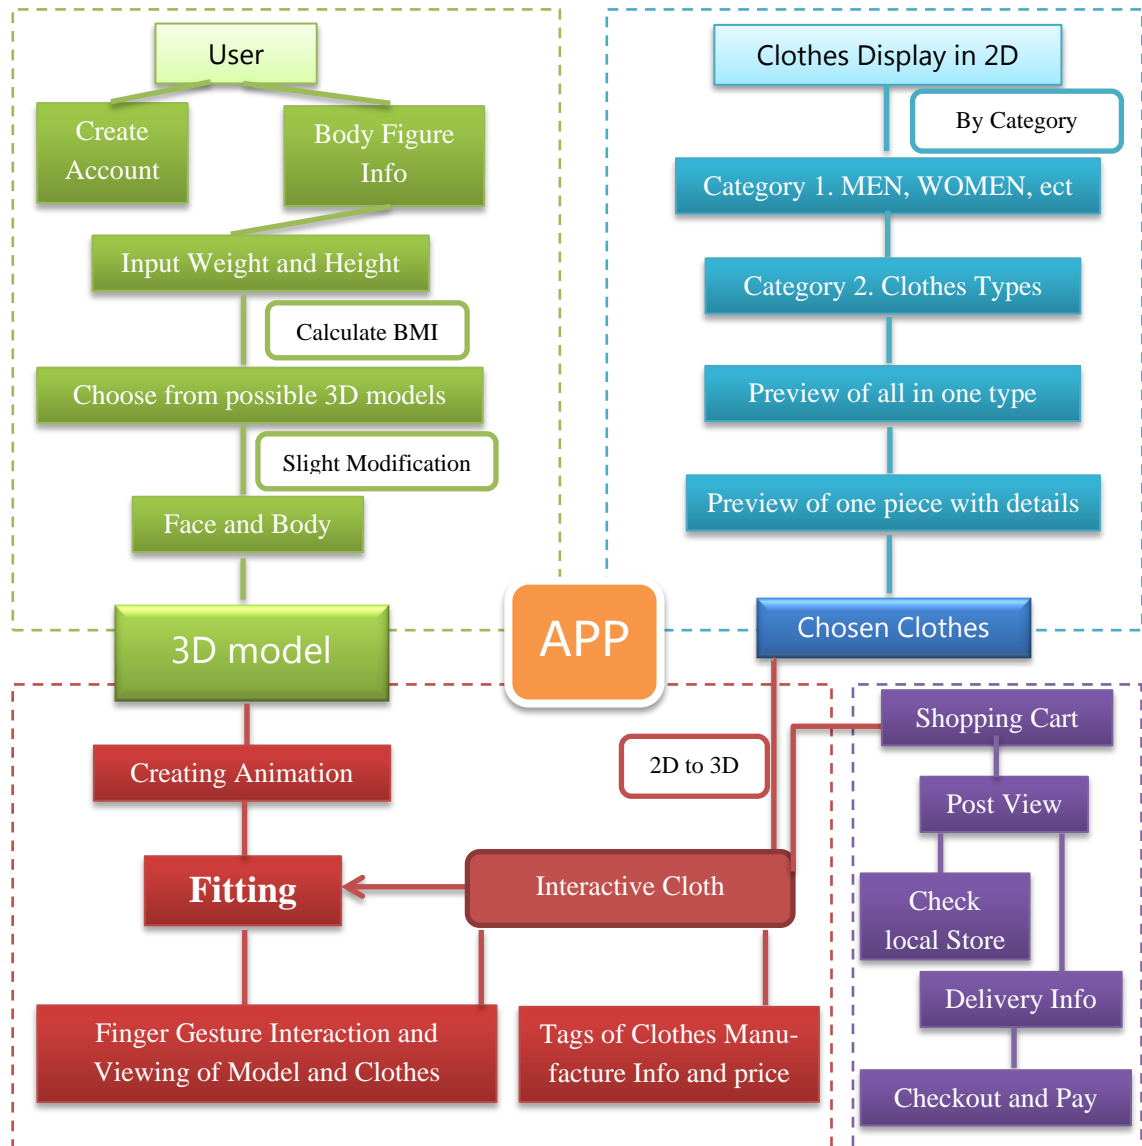 User
Create
Account
Body Figure
Info
Input Weight and Height
Calculate BMI
Choose from possible 3D models
Slight Modification
Face and Body
3D model
Clothes Display in 2D
By Category
Category 1. MEN, WOMEN, ect
Category 2. Clothes Types
Preview of all in one type
Preview of one piece with details
Chosen Clothes
APP
Creating Animation
2D to 3D
Fitting
Interactive Cloth
Finger Gesture Interaction and
Viewing of Model and Clothes
Tags of Clothes Manu-
facture Info and price
Shopping Cart
Post View
Check
local Store
Delivery Info
Checkout and Pay